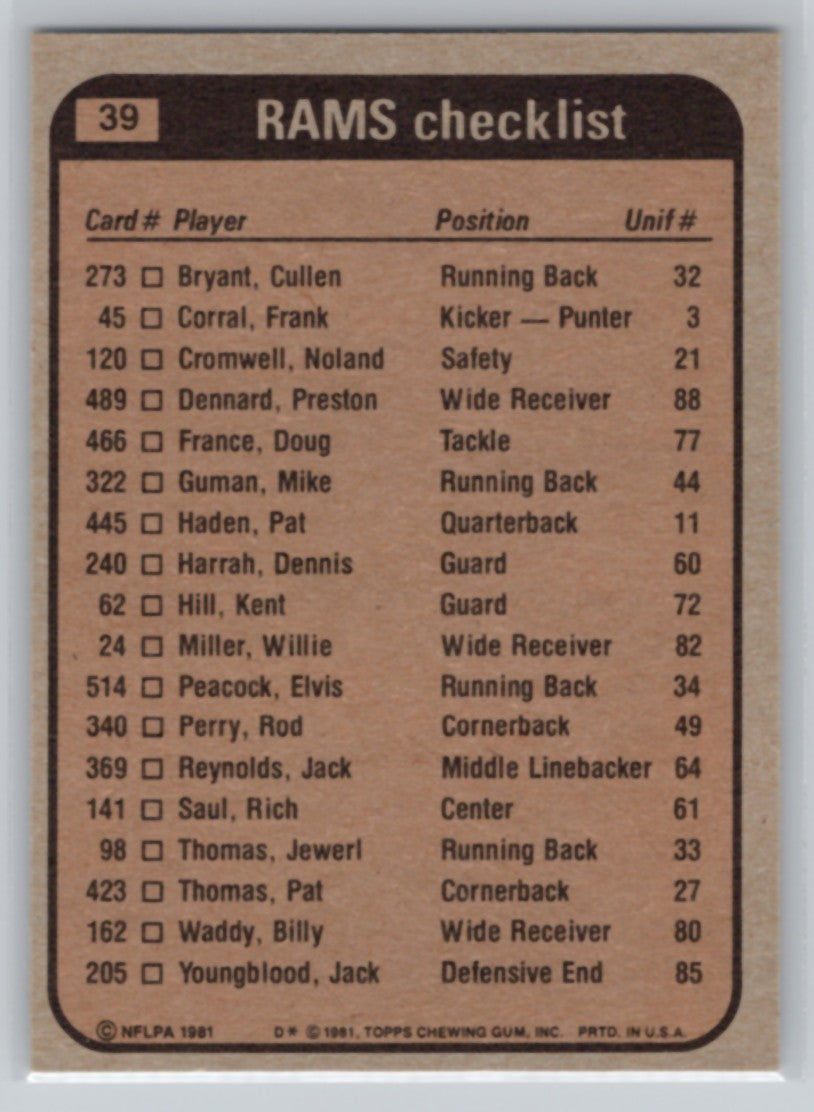 39 RAMS checklist
Card # Player Position Unif #
273 □ Bryant, Cullen Running Back 32
45 □ Corral, Frank Kicker — Punter 3
120 □ Cromwell, Noland Safety 21
489 □ Dennard, Preston Wide Receiver 88
466 □ France, Doug Tackle 77
322 □ Guman, Mike Running Back 44
445 □ Haden, Pat Quarterback 11
240 □ Harrah, Dennis Guard 60
62 □ Hill, Kent Guard 72
24 □ Miller, Willie Wide Receiver 82
514 □ Peacock, Elvis Running Back 34
340 □ Perry, Rod Cornerback 49
369 □ Reynolds, Jack Middle Linebacker 64
141 □ Saul, Rich Center 61
98 □ Thomas, Jewerl Running Back 33
423 □ Thomas, Pat Cornerback 27
162 □ Waddy, Billy Wide Receiver 80
205 □ Youngblood, Jack Defensive End 85
© NFLPA 1981 D* © 1981, TOPPS CHEWING GUM, INC. PRTD. IN U.S.A.